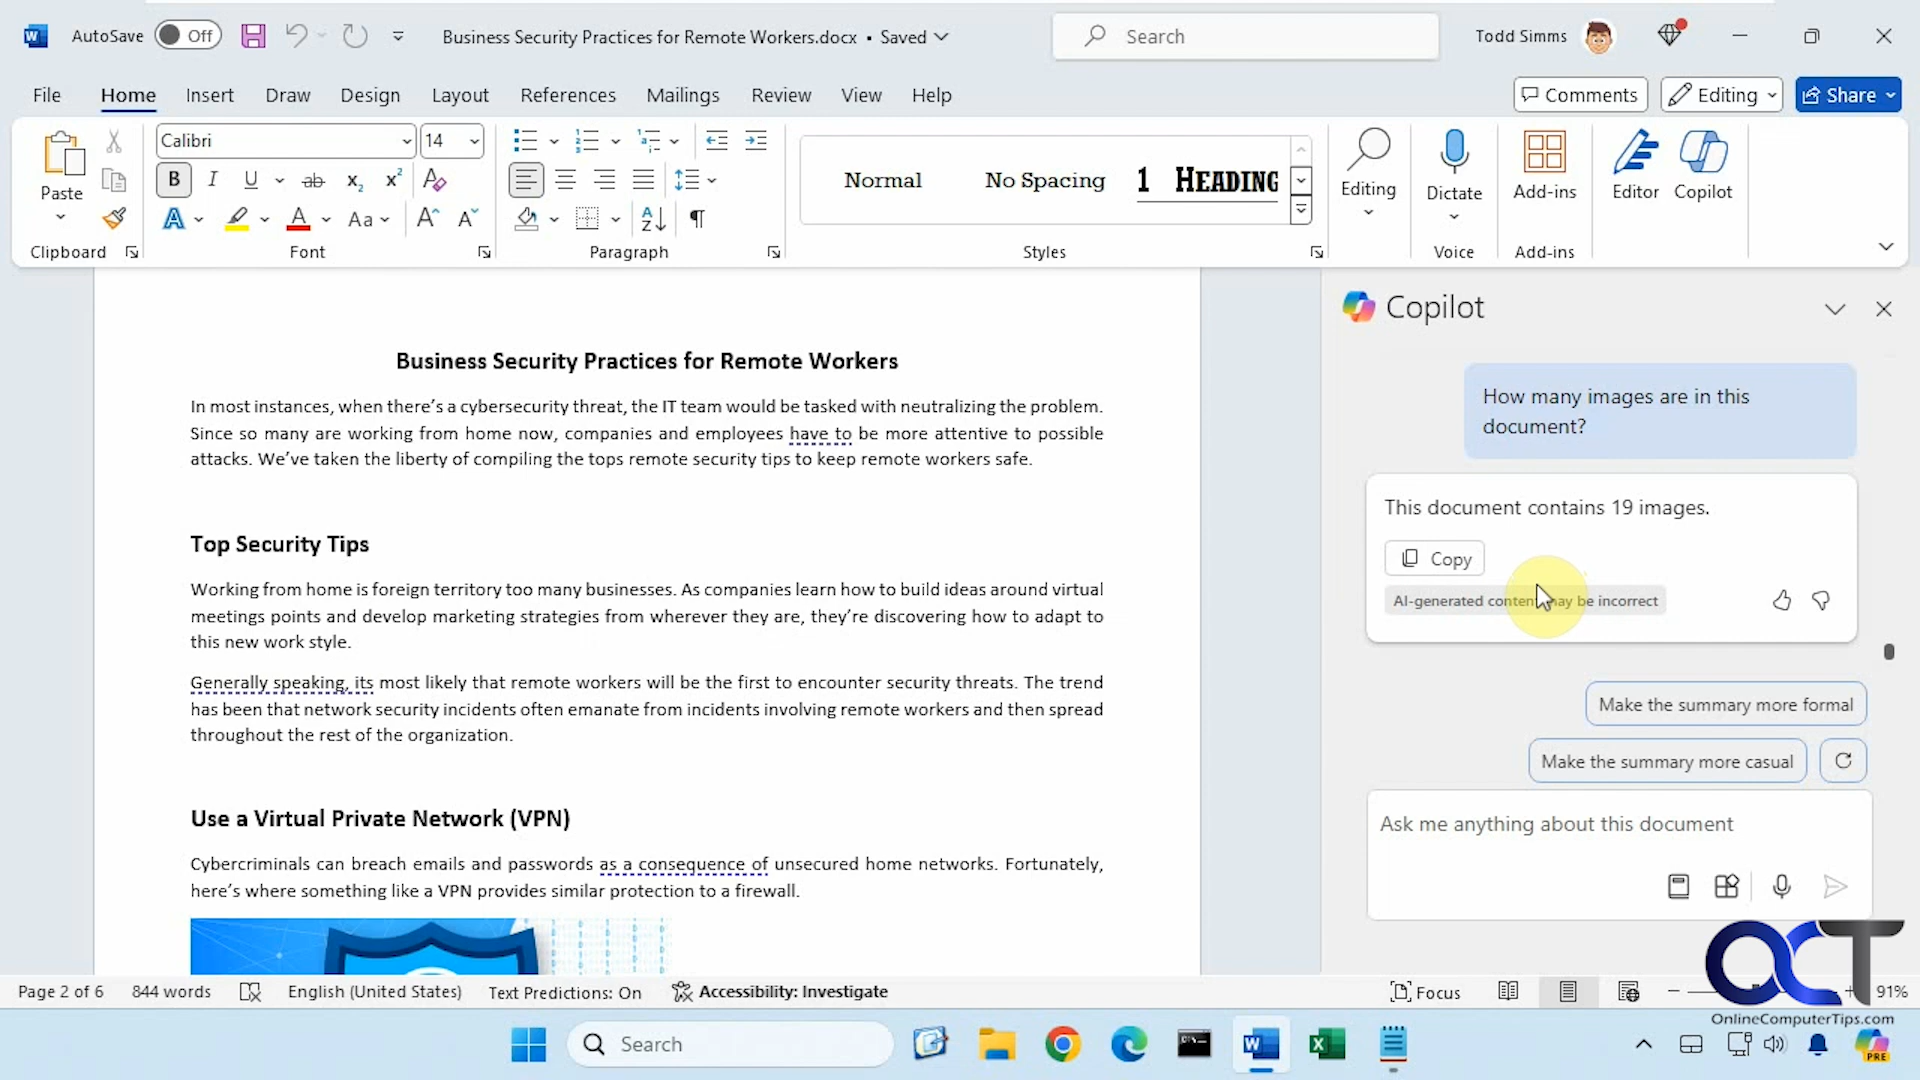 AutoSave Off Business Security Practices for Remote Workers.docx • Saved Search Todd Simms
File Home Insert Draw Design Layout References Mailings Review View Help Comments Editing Share
Paste
Clipboard
Calibri 14
B I U ab x2 x2 A
A A Aa A A
Font
A Z ¶
Paragraph
Normal No Spacing 1 HEADING
Styles
Editing
Dictate
Voice
Add-ins
Add-ins
Editor
Copilot
Business Security Practices for Remote Workers
In most instances, when there's a cybersecurity threat, the IT team would be tasked with neutralizing the problem.
Since so many are working from home now, companies and employees have to be more attentive to possible
attacks. We've taken the liberty of compiling the tops remote security tips to keep remote workers safe.
Top Security Tips
Working from home is foreign territory too many businesses. As companies learn how to build ideas around virtual
meetings points and develop marketing strategies from wherever they are, they're discovering how to adapt to
this new work style.
Generally speaking, its most likely that remote workers will be the first to encounter security threats. The trend
has been that network security incidents often emanate from incidents involving remote workers and then spread
throughout the rest of the organization.
Use a Virtual Private Network (VPN)
Cybercriminals can breach emails and passwords as a consequence of unsecured home networks. Fortunately,
here's where something like a VPN provides similar protection to a firewall.
Copilot
How many images are in this
document?
This document contains 19 images.
Copy
AI-generated content may be incorrect
Make the summary more formal
Make the summary more casual
Ask me anything about this document
Page 2 of 6 844 words English (United States) Text Predictions: On Accessibility: Investigate Focus 91%
OCT
OnlineComputerTips.com
Search
PRE